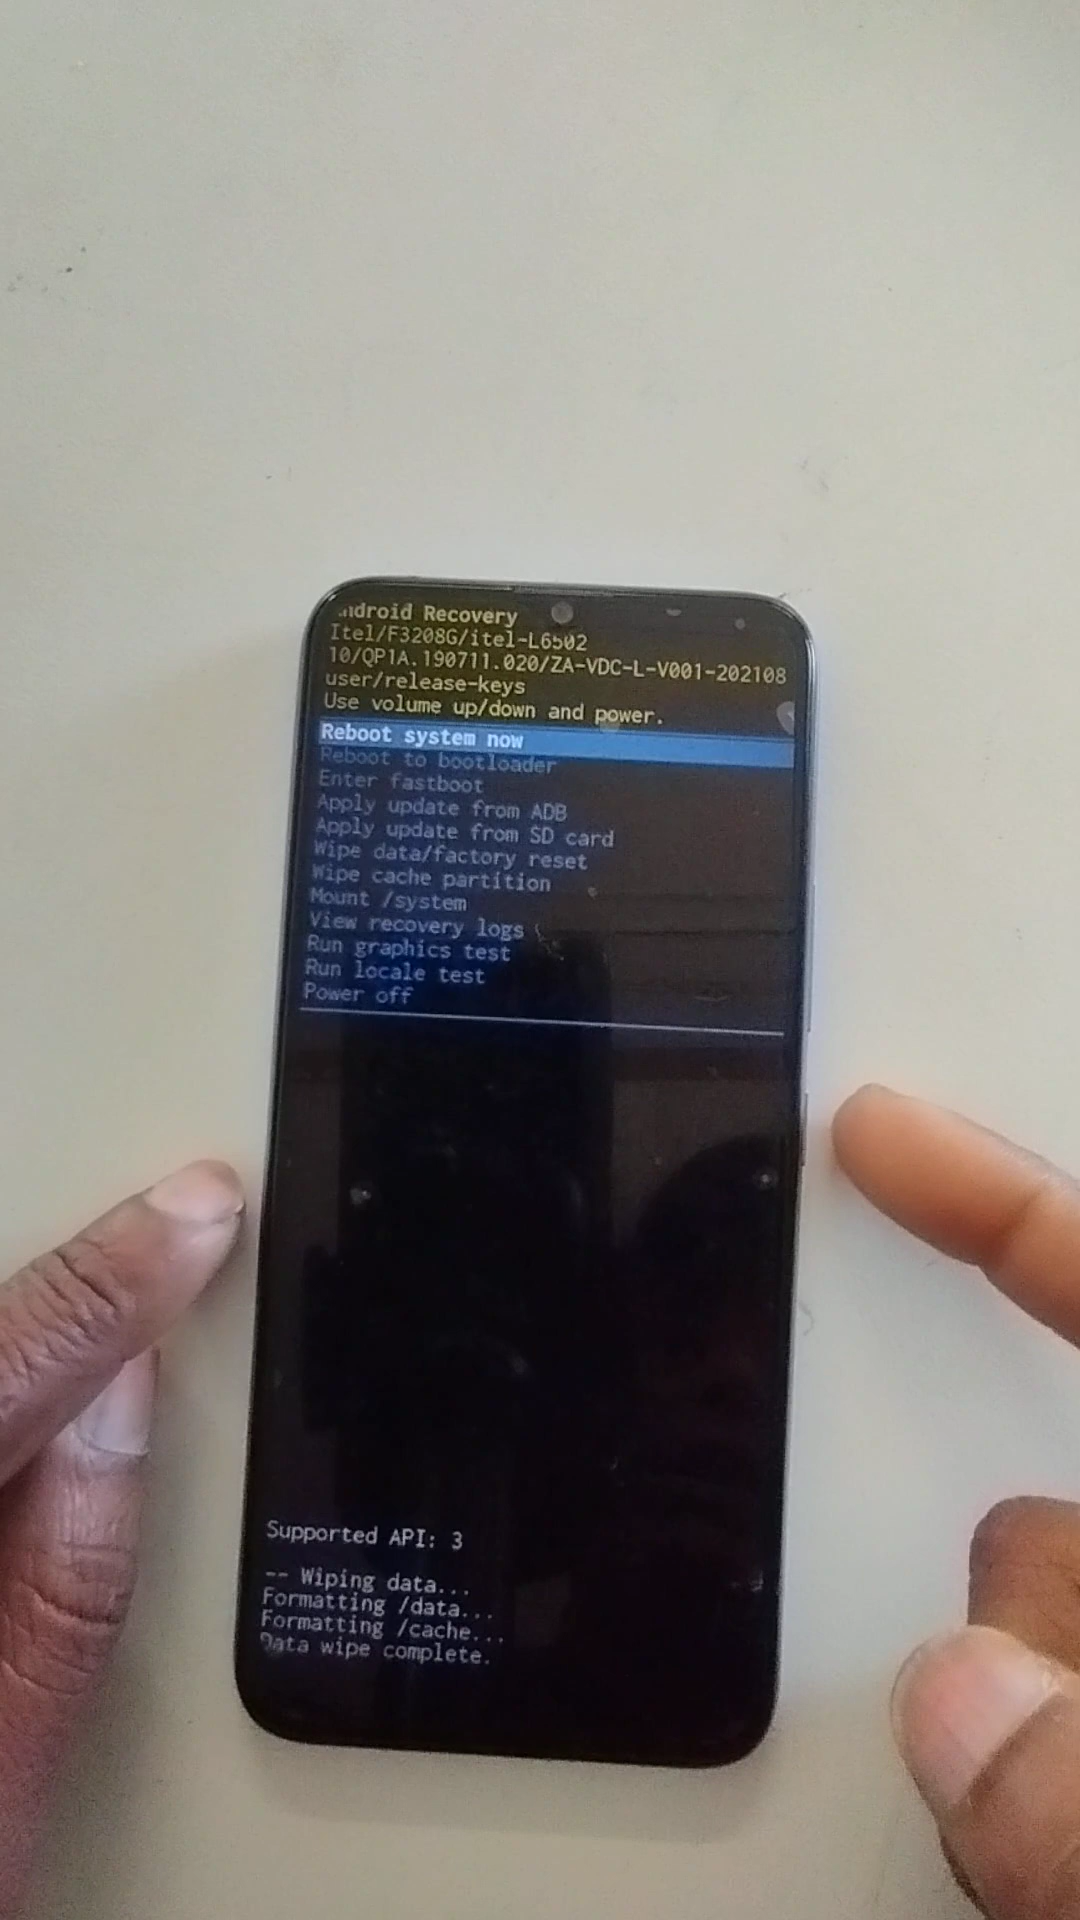 ndroid Recovery
Itel/F3208G/itel-L6502
10/QP1A.190711.020/ZA-VDC-L-V001-202108
user/release-keys
Use volume up/down and power.
Reboot system now
Reboot to bootloader
Enter fastboot
Apply update from ADB
Apply update from SD card
Wipe data/factory reset
Wipe cache partition
Mount /system
View recovery logs
Run graphics test
Run locale test
Power off
Supported API: 3
-- Wiping data...
Formatting /data...
Formatting /cache...
Data wipe complete.